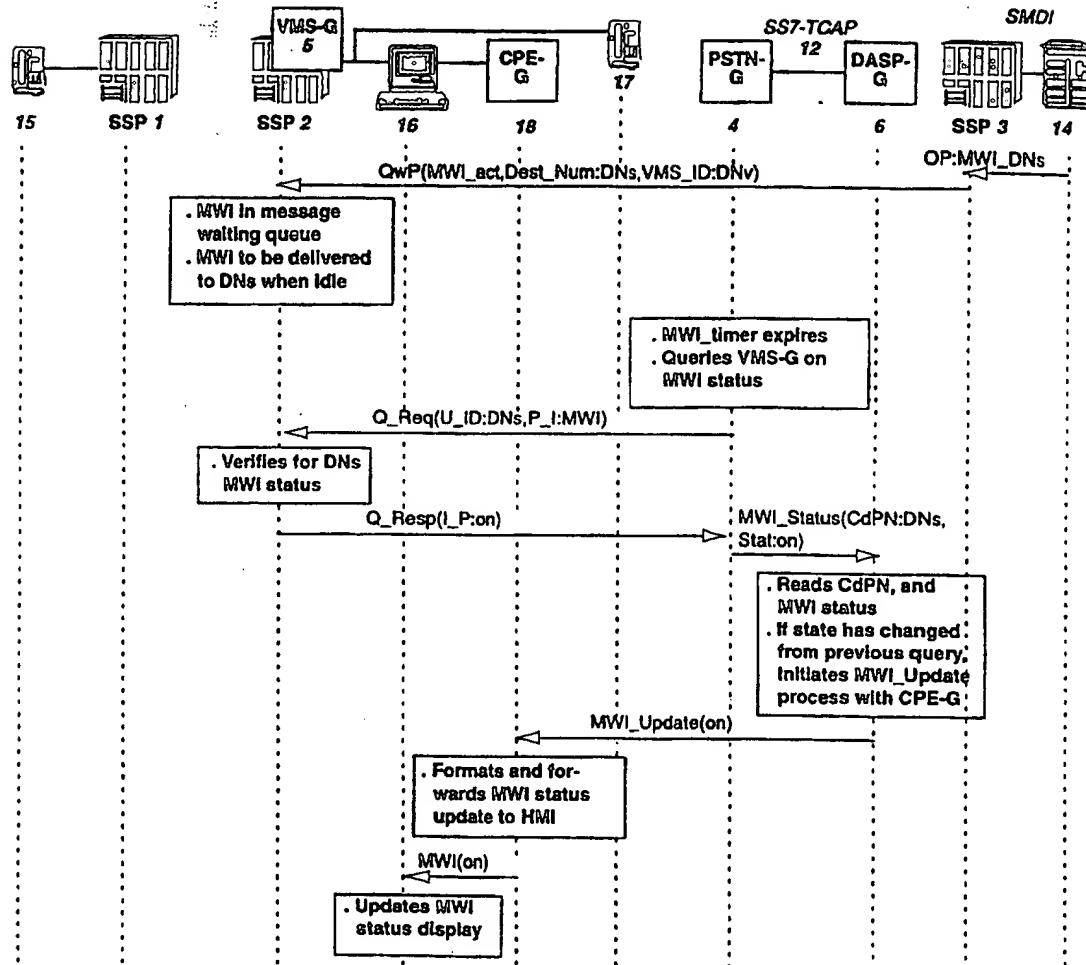 VMS-G
5
SS7-TCAP
12
SMDI
CPE-
G
PSTN-
G
DASP-
G
17
15
SSP 1
SSP 2
16
18
4
6
SSP 3
14
OP:MWI_DNs
QwP(MWI_act,Dest_Num:DNs,VMS_ID:DNv)
. MWI in message
waiting queue
. MWI to be delivered
to DNs when idle
. MWI_timer expires
. Queries VMS-G on
MWI status
Q_Req(U_ID:DNs,P_I:MWI)
. Verifies for DNs
MWI status
Q_Resp(I_P:on)
MWI_Status(CdPN:DNs,
Stat:on)
. Reads CdPN, and
MWI status
. If state has changed
from previous query,
Initiates MWI_Update
process with CPE-G
MWI_Update(on)
. Formats and for-
wards MWI status
update to HMI
MWI(on)
. Updates MWI
status display